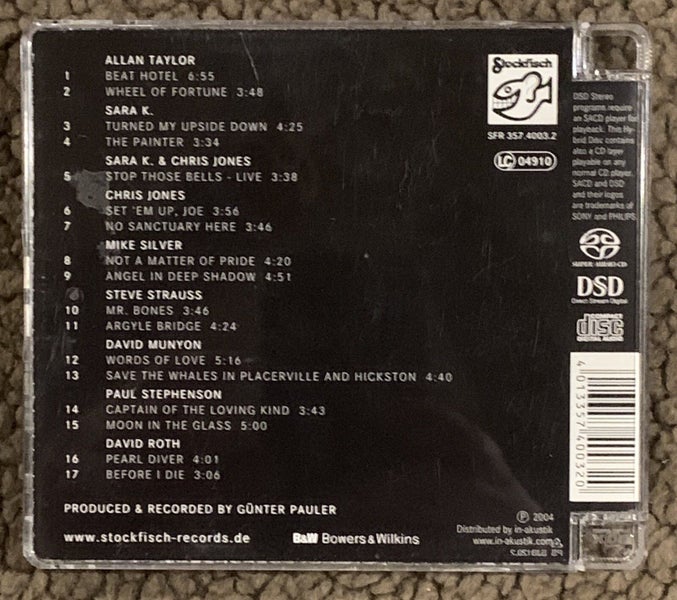 ALLAN TAYLOR
1 BEAT HOTEL 6:55
2 WHEEL OF FORTUNE 3:48
SARA K.
3 TURNED MY UPSIDE DOWN 4:25
4 THE PAINTER 3:34
SARA K. & CHRIS JONES
5 STOP THOSE BELLS - LIVE 3:38
CHRIS JONES
6 SET 'EM UP, JOE 3:56
7 NO SANCTUARY HERE 3:46
MIKE SILVER
8 NOT A MATTER OF PRIDE 4:20
9 ANGEL IN DEEP SHADOW 4:51
STEVE STRAUSS
10 MR. BONES 3:46
11 ARGYLE BRIDGE 4:24
DAVID MUNYON
12 WORDS OF LOVE 5:16
13 SAVE THE WHALES IN PLACERVILLE AND HICKSTON 4:40
PAUL STEPHENSON
14 CAPTAIN OF THE LOVING KIND 3:43
15 MOON IN THE GLASS 5:00
DAVID ROTH
16 PEARL DIVER 4:01
17 BEFORE I DIE 3:06
PRODUCED & RECORDED BY GÜNTER PAULER
www.stockfisch-records.de
B&W Bowers & Wilkins
Stockfisch
SFR 357.4003.2
LC 04910
℗ 2004
Distributed by in-akustik
www.in-akustik.com
DSD Stereo
programs require
an SACD player for
playback. This Hy-
brid Disc contains
also a CD layer
playable on any
normal CD player.
SACD and DSD
and their logos
are trademarks of
SONY and PHILIPS
SUPER AUDIO CD
DSD
Direct Stream Digital
COMPACT
disc
DIGITAL AUDIO
4 013357 400320